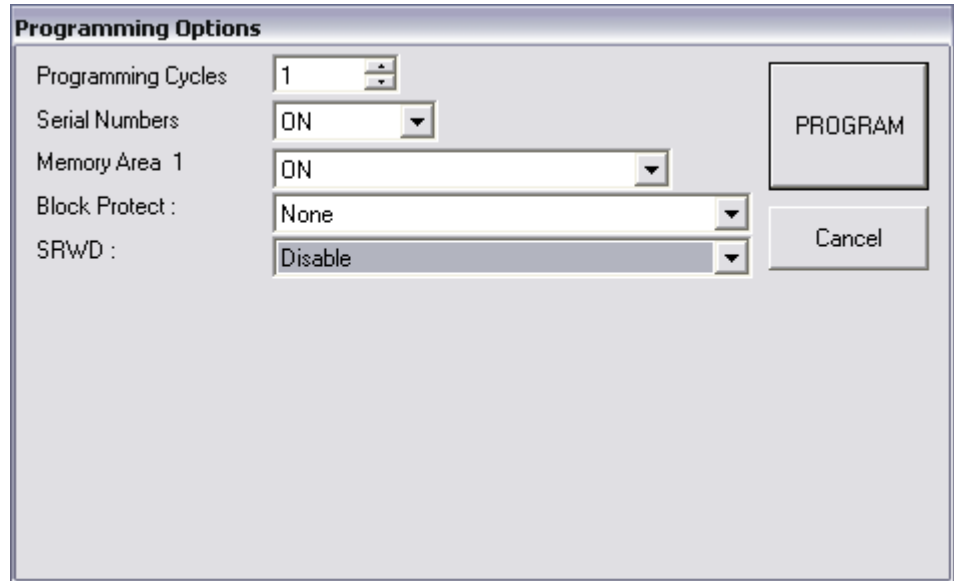 Programming Options
Programming Cycles 1
PROGRAM
Serial Numbers ON
Memory Area 1 ON
Block Protect : None
Cancel
SRWD : Disable